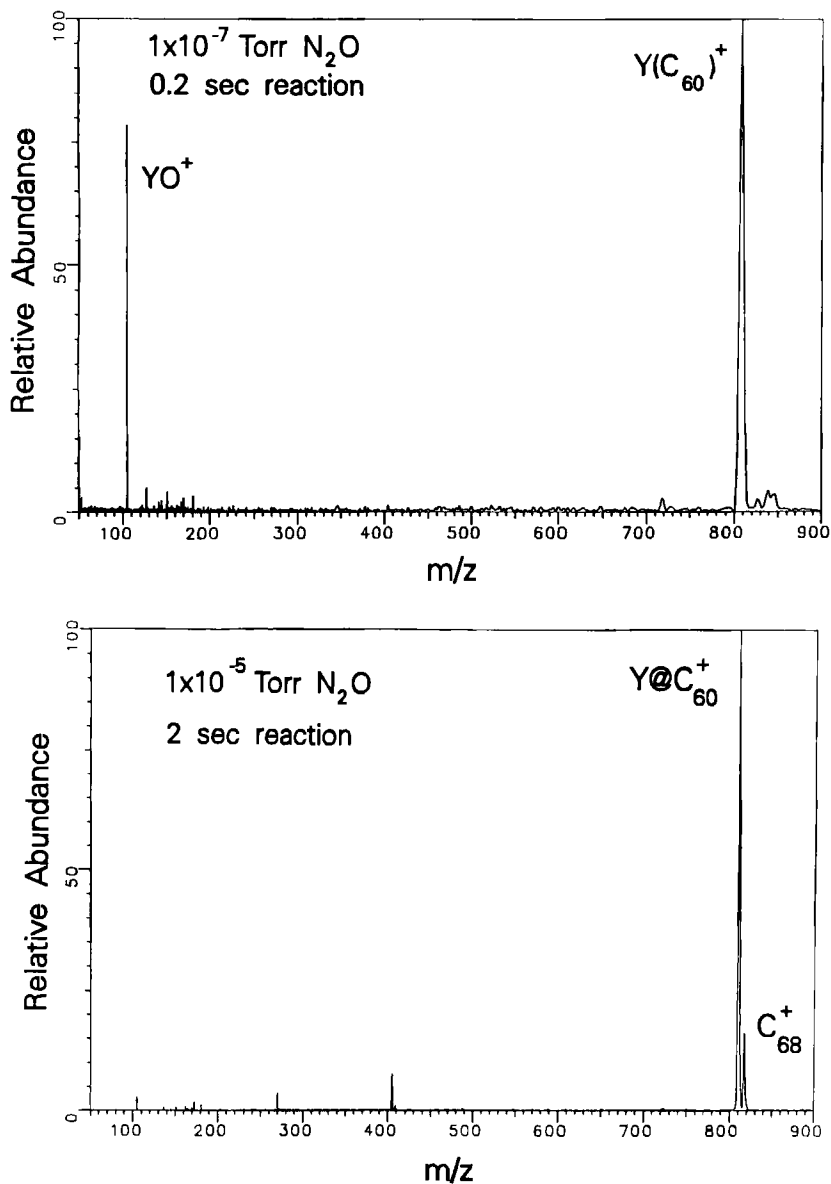 100
1x10⁻⁷ Torr N₂O
0.2 sec reaction
Y(C₆₀)⁺
YO⁺
50
0
Relative Abundance
100 200 300 400 500 600 700 800 900
m/z
100
1x10⁻⁵ Torr N₂O
2 sec reaction
Y@C₆₀⁺
50
C₆₈⁺
0
Relative Abundance
100 200 300 400 500 600 700 800 900
m/z